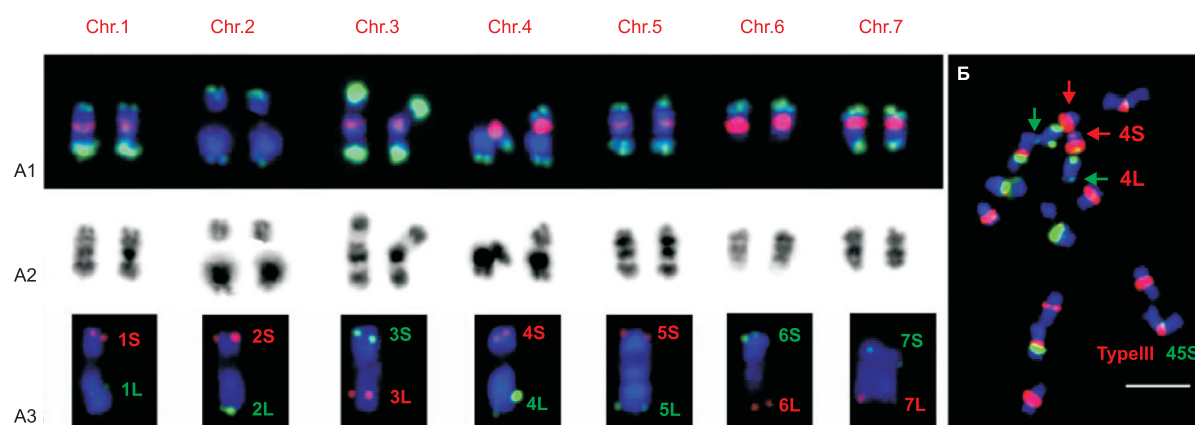 Chr.1 Chr.2 Chr.3 Chr.4 Chr.5 Chr.6 Chr.7
A1
A2
A3
1S
1L
2S
2L
3S
3L
4S
4L
5S
5L
6S
6L
7S
7L
Б
4S
4L
TypeIII 45S